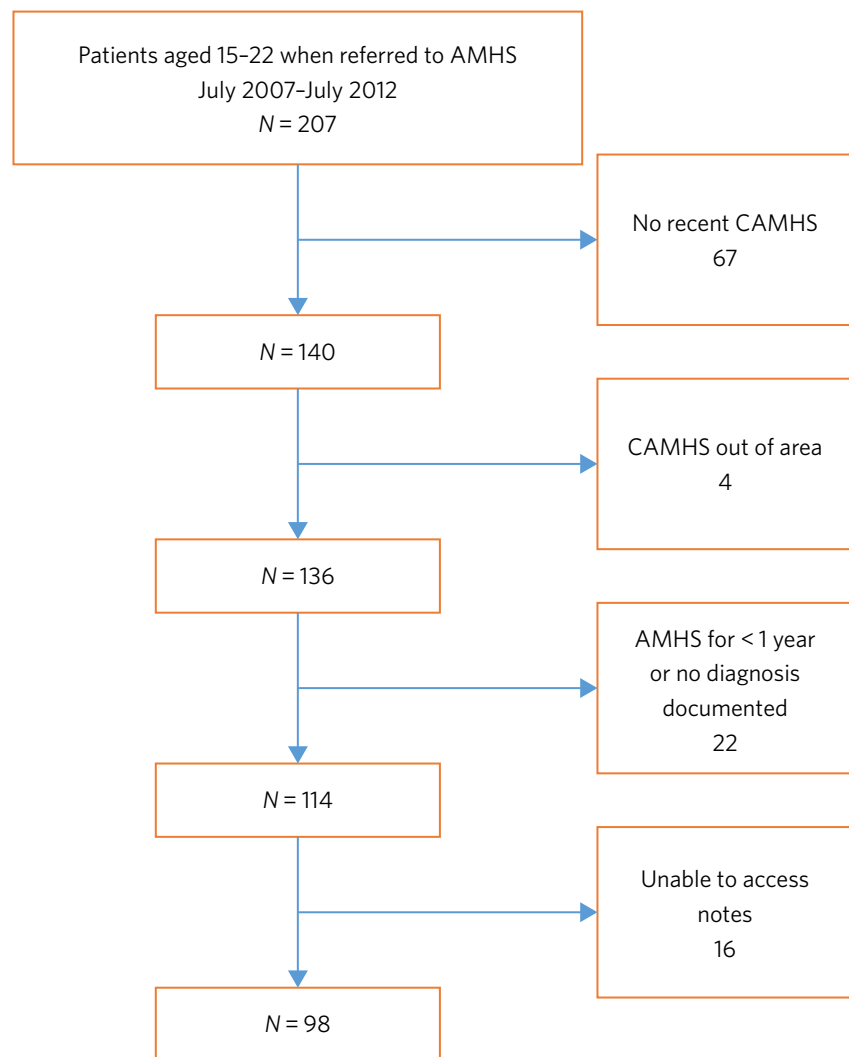 Patients aged 15–22 when referred to AMHS
July 2007–July 2012
N = 207
No recent CAMHS
67
N = 140
CAMHS out of area
4
N = 136
AMHS for < 1 year
or no diagnosis
documented
22
N = 114
Unable to access
notes
16
N = 98